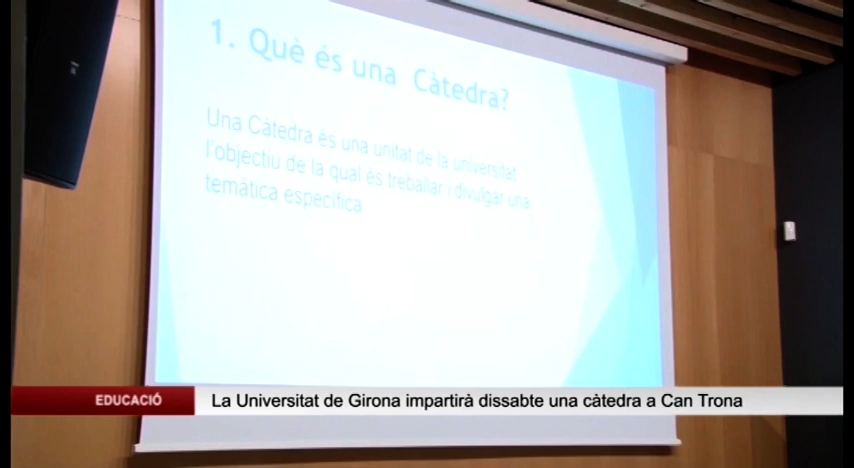 1. Què és una Càtedra?
Una Càtedra és una unitat de la universitat
l'objectiu de la qual és treballar i divulgar una
temàtica específica
EDUCACIÓ
La Universitat de Girona impartirà dissabte una càtedra a Can Trona